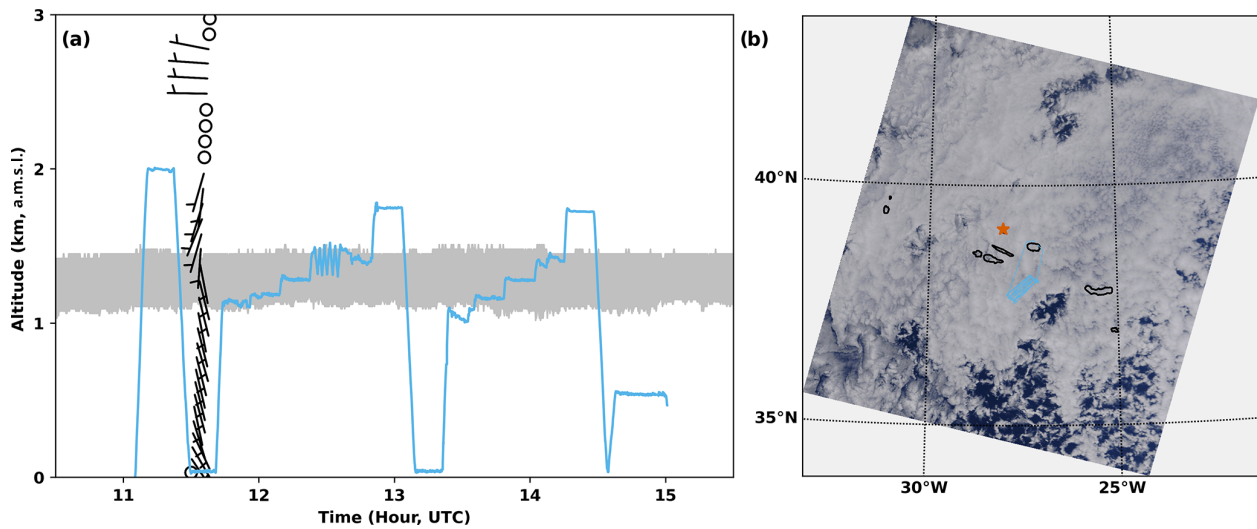 (a)
3
2
1
0
Altitude (km, a.m.s.l.)
11 12 13 14 15
Time (Hour, UTC)
(b)
40°N
35°N
30°W 25°W